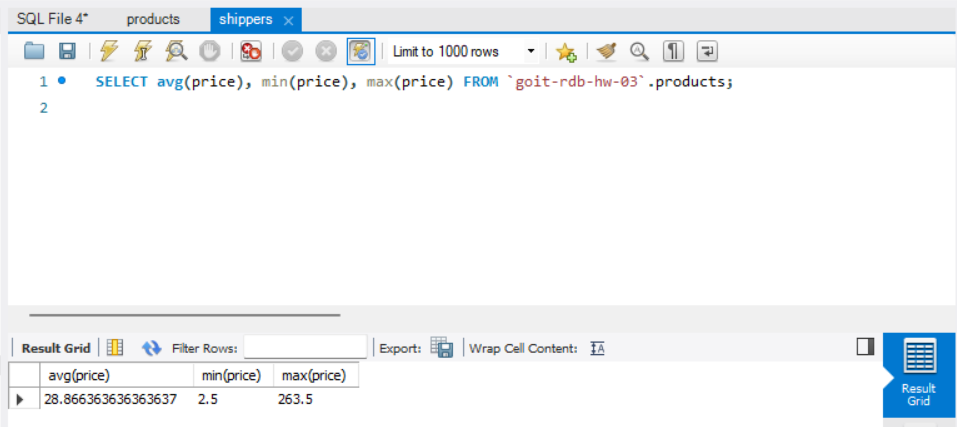 SQL File 4* products shippers ×
Limit to 1000 rows
1 SELECT avg(price), min(price), max(price) FROM `goit-rdb-hw-03`.products;
2
Result Grid Filter Rows: Export: Wrap Cell Content: IA
avg(price) min(price) max(price)
28.866363636363637 2.5 263.5
Result
Grid